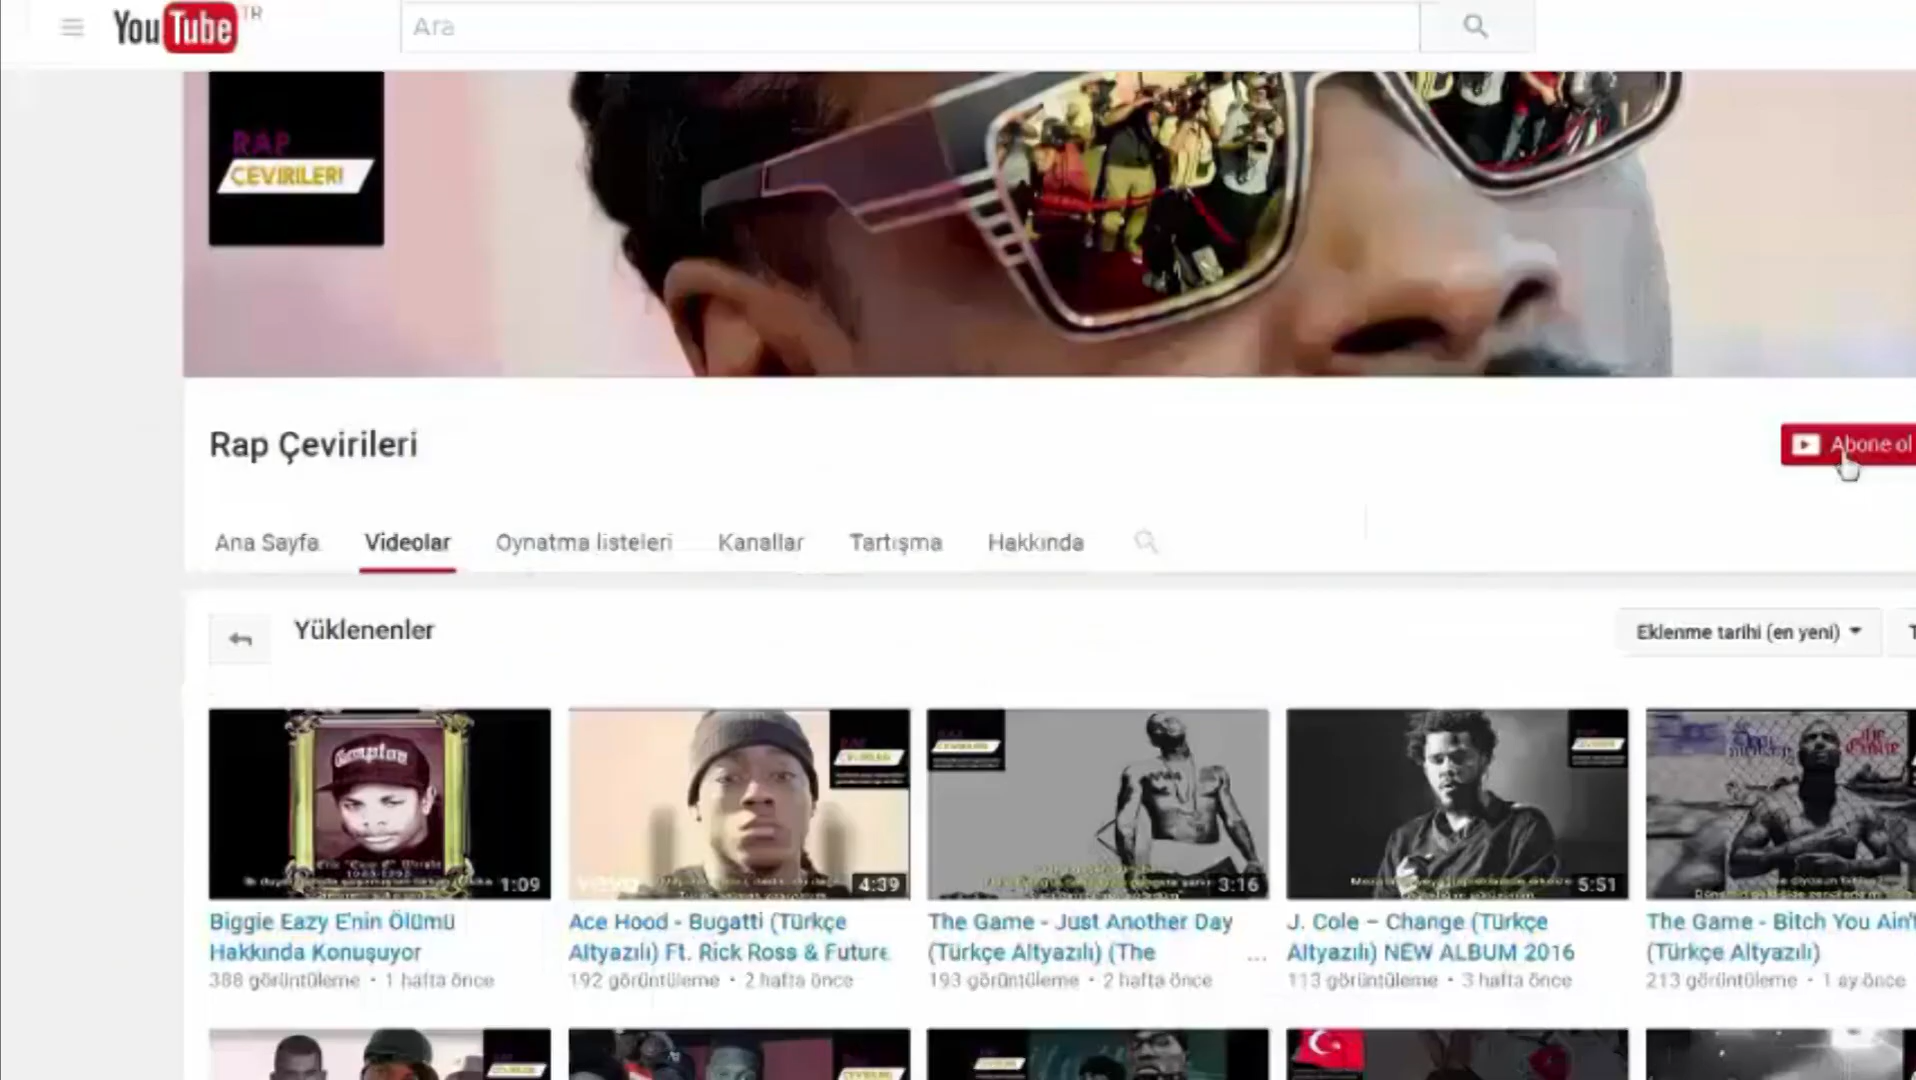 YouTube TR
Ara
RAP
ÇEVİRİLERİ
Rap Çevirileri
Abone ol
Ana Sayfa
Videolar
Oynatma listeleri
Kanallar
Tartışma
Hakkında
Yüklenenler
Eklenme tarihi (en yeni)
1:09
4:39
3:16
5:51
Biggie Eazy E'nin Ölümü
Hakkında Konuşuyor
388 görüntüleme • 1 hafta önce
Ace Hood - Bugatti (Türkçe
Altyazılı) Ft. Rick Ross & Future
192 görüntüleme • 2 hafta önce
The Game - Just Another Day
(Türkçe Altyazılı) (The ...
193 görüntüleme • 2 hafta önce
J. Cole – Change (Türkçe
Altyazılı) NEW ALBUM 2016
113 görüntüleme • 3 hafta önce
The Game - Bitch You Ain't
(Türkçe Altyazılı)
213 görüntüleme • 1 ay önce